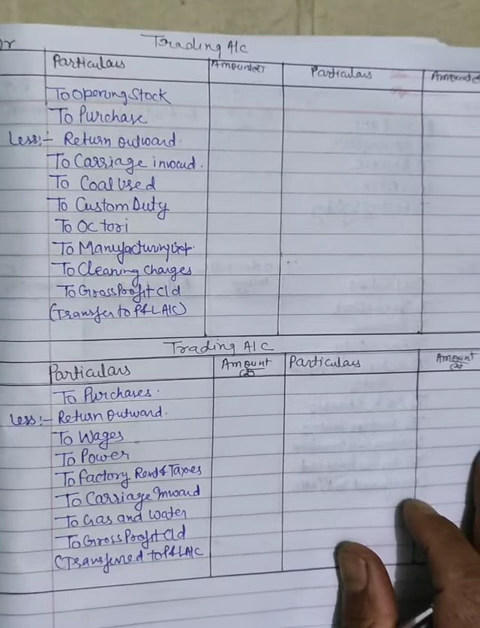 or Trading A/c
Particulars Amount(₹) Particulars Amount(₹)
To Opening Stock
To Purchase
Less:- Return outward.
To Carriage inward.
To Coal Used
To Custom Duty
To Octori
To Manufacturing Exp.
To Cleaning Charges
To Gross Profit C/d
(Transfer to P&L A/C)
Trading A/C
Particulars Amount (₹) Particulars Amount (₹)
To Purchases.
Less:- Return Outward.
To Wages
To Power
To Factory Rent & Taxes
To Carriage Inward
To Gas and Water
To Gross Profit C/d
(Transferred to P&L A/C